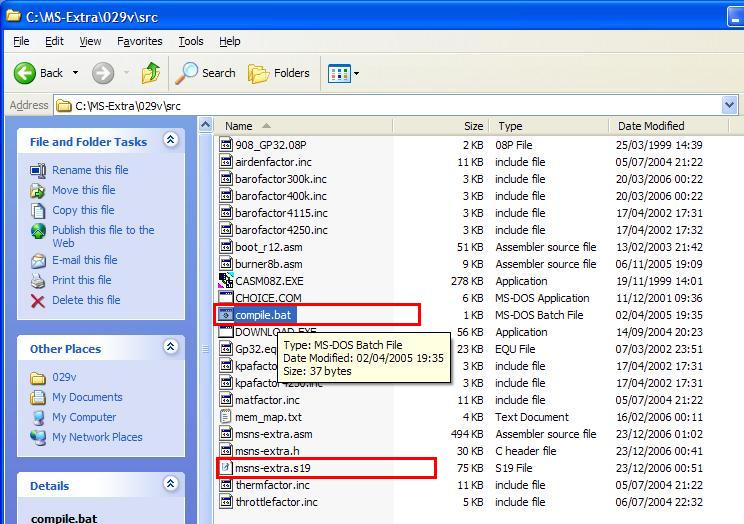 C:\MS-Extra\029v\src
File Edit View Favorites Tools Help
Back Search Folders
Address C:\MS-Extra\029v\src
File and Folder Tasks
Rename this file
Move this file
Copy this file
Publish this file to the
Web
E-mail this file
Print this file
Delete this file
Other Places
029v
My Documents
My Computer
My Network Places
Details
compile.bat
Name Size Type Date Modified
908_GP32.08P 2 KB 08P File 25/03/1999 14:39
airdenfactor.inc 11 KB include file 05/07/2004 21:22
barofactor300k.inc 3 KB include file 20/03/2006 00:22
barofactor400k.inc 3 KB include file 20/03/2006 00:22
barofactor4115.inc 3 KB include file 17/04/2002 17:31
barofactor4250.inc 3 KB include file 17/04/2002 17:31
boot_r12.asm 51 KB Assembler source file 13/02/2003 21:42
burner8b.asm 9 KB Assembler source file 06/11/2005 19:09
CASM08Z.EXE 278 KB Application 19/11/1999 14:31
CHOICE.COM 6 KB MS-DOS Application 11/12/2001 09:36
compile.bat 1 KB MS-DOS Batch File 02/04/2005 19:35
DOWNLOAD.EXE 56 KB Application 14/09/2004 20:23
Gp32.equ 7 KB EQU File 03/02/2002 23:51
3 KB include file 17/04/2002 17:31
kpafactor4250.inc 3 KB include file 17/04/2002 17:31
matfactor.inc 11 KB include file 05/07/2004 21:22
mem_map.txt 4 KB Text Document 16/02/2006 00:11
msns-extra.asm 494 KB Assembler source file 23/12/2006 01:03
msns-extra.h 30 KB C header file 23/12/2006 00:41
msns-extra.s19 75 KB S19 File 23/12/2006 00:51
thermfactor.inc 11 KB include file 05/07/2004 21:22
throttlefactor.inc 5 KB include file 06/07/2004 22:32
Type: MS-DOS Batch File
Date Modified: 02/04/2005 19:35
Size: 37 bytes